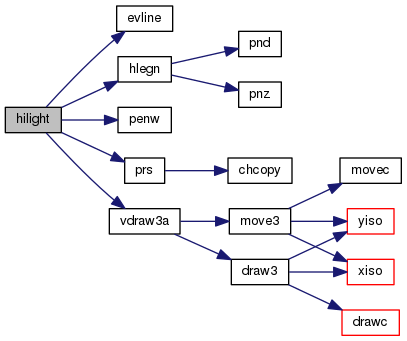 evline
pnd
hlegn
pnz
hilight
penw
prs
chcopy
movec
vdraw3a
move3
yiso
draw3
xiso
drawc